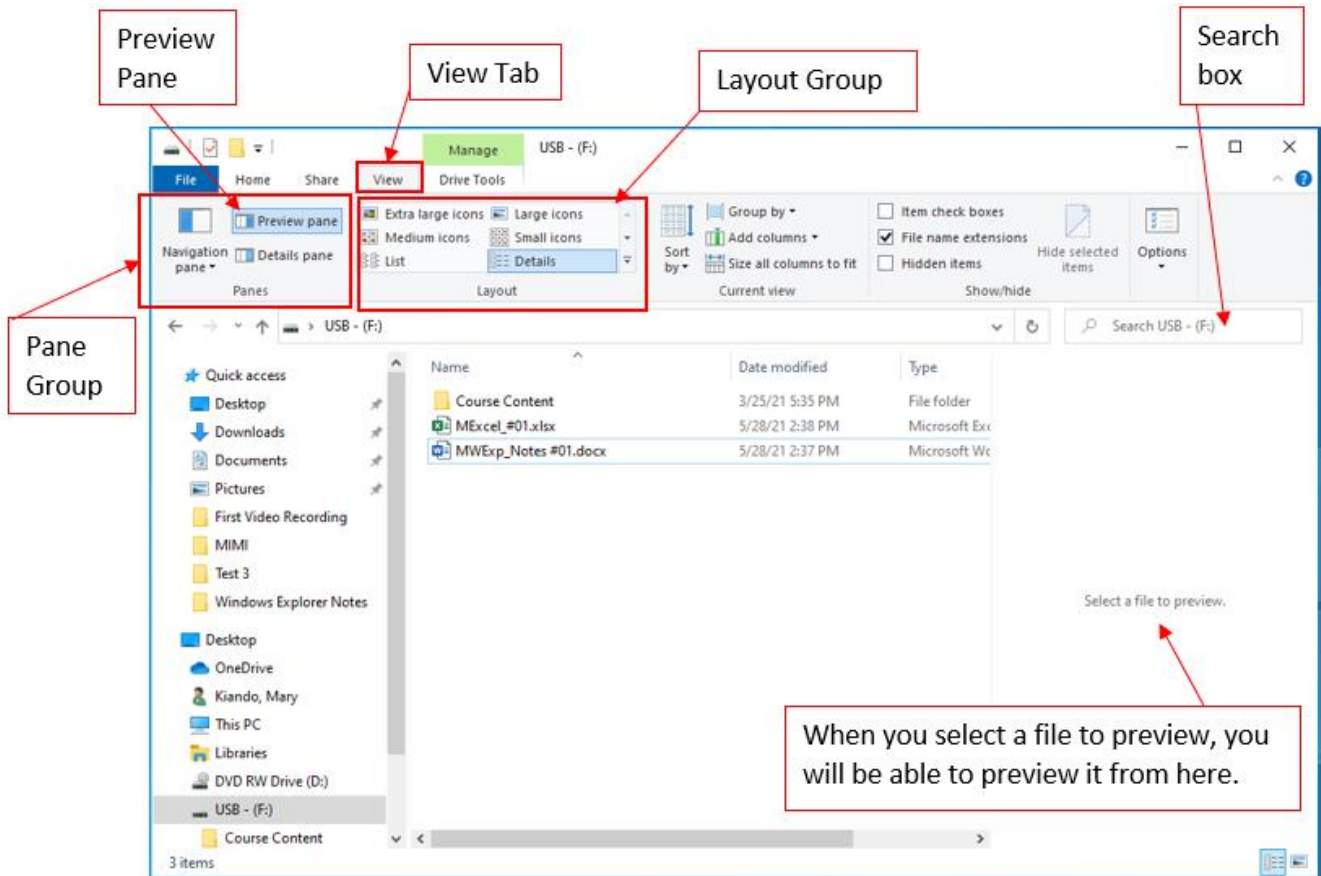 Preview
Pane
View Tab
Layout Group
Search
box
Manage USB - (F:)
File Home Share View Drive Tools
Preview pane Extra large icons Large icons Group by Item check boxes
Medium icons Small icons Add columns File name extensions
Navigation pane Details pane List Details Sort by Size all columns to fit Hidden items Hide selected items Options
Panes Layout Current view Show/hide
USB - (F:) Search USB - (F:)
Pane
Group
Name Date modified Type
Quick access
Course Content 3/25/21 5:35 PM File folder
Desktop
MExcel_#01.xlsx 5/28/21 2:38 PM Microsoft Exc
Downloads
MWExp_Notes #01.docx 5/28/21 2:37 PM Microsoft Wo
Documents
Pictures
First Video Recording
MIMI
Test 3
Windows Explorer Notes
Select a file to preview.
Desktop
OneDrive
Kiando, Mary
This PC
Libraries
DVD RW Drive (D:)
USB - (F:)
Course Content
When you select a file to preview, you
will be able to preview it from here.
3 items